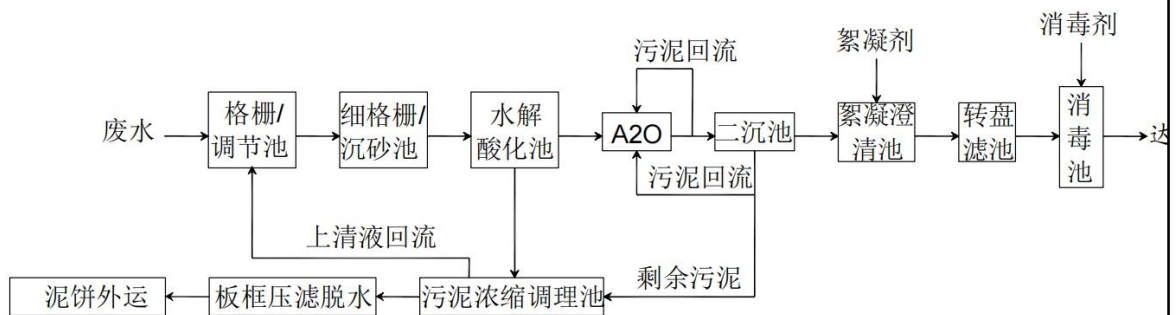 消毒剂
絮凝剂
污泥回流
废水
格栅/
调节池
细格栅/
沉砂池
水解
酸化池
A2O
二沉池
絮凝澄
清池
转盘
滤池
消
毒
池
达
污泥回流
上清液回流
剩余污泥
泥饼外运
板框压滤脱水
污泥浓缩调理池